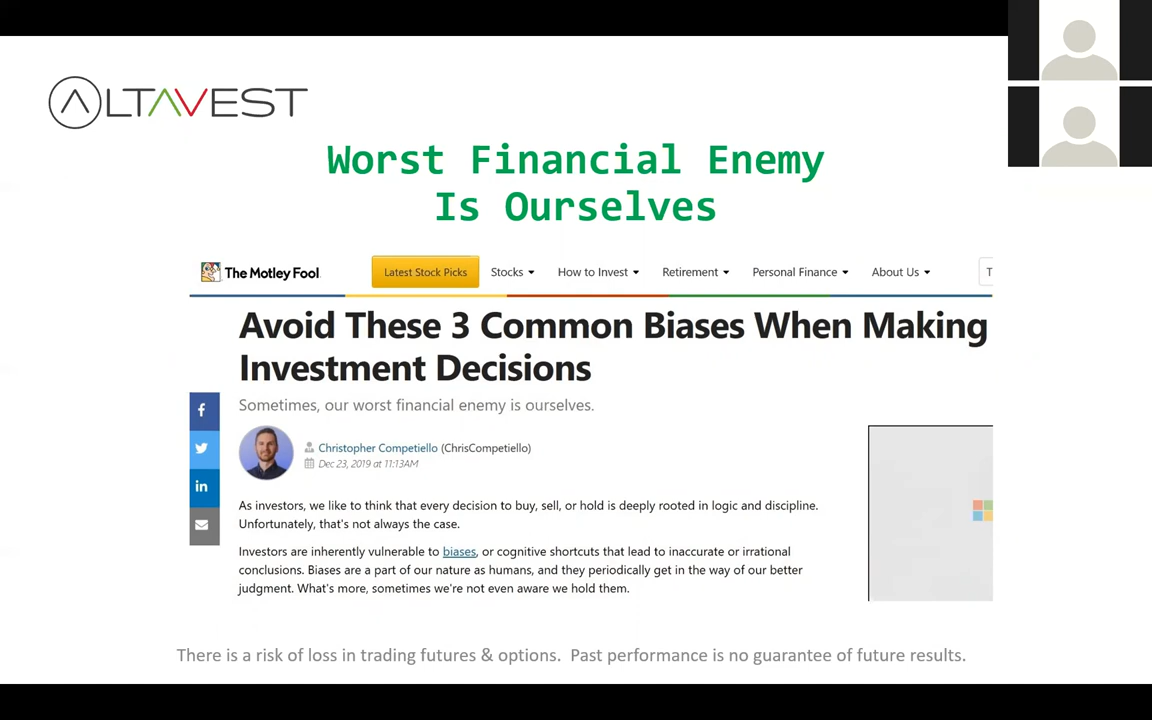 ALTAVEST
Worst Financial Enemy
Is Ourselves
The Motley Fool
Latest Stock Picks
Stocks
How to Invest
Retirement
Personal Finance
About Us
T
Avoid These 3 Common Biases When Making
Investment Decisions
Sometimes, our worst financial enemy is ourselves.
Christopher Competiello (ChrisCompetiello)
Dec 23, 2019 at 11:13AM
As investors, we like to think that every decision to buy, sell, or hold is deeply rooted in logic and discipline.
Unfortunately, that's not always the case.
Investors are inherently vulnerable to biases, or cognitive shortcuts that lead to inaccurate or irrational
conclusions. Biases are a part of our nature as humans, and they periodically get in the way of our better
judgment. What's more, sometimes we're not even aware we hold them.
There is a risk of loss in trading futures & options. Past performance is no guarantee of future results.